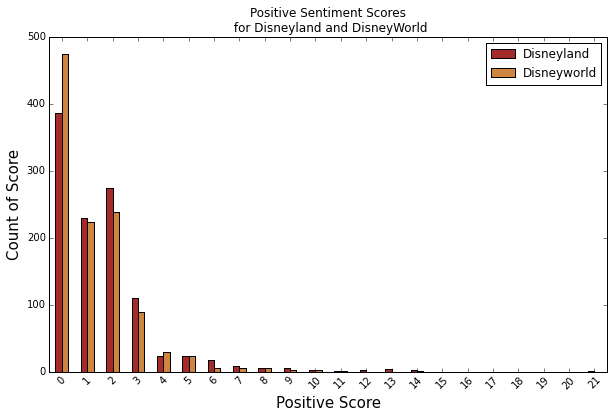 Positive Sentiment Scores
for Disneyland and DisneyWorld
Disneyland
Disneyworld
Count of Score
500
400
300
200
100
0
0 1 2 3 4 5 6 7 8 9 10 11 12 13 14 15 16 17 18 19 20 21
Positive Score